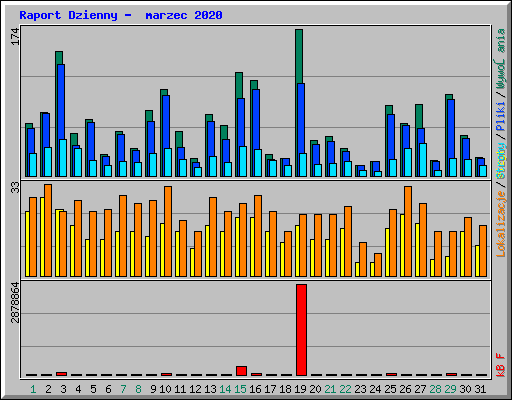 Raport Dzienny -  marzec 2020
174
33
2878864
Lokalizacje / Strony / Pliki /
kB F
1 2 3 4 5 6 7 8 9 10 11 12 13 14 15 16 17 18 19 20 21 22 23 24 25 26 27 28 29 30 31